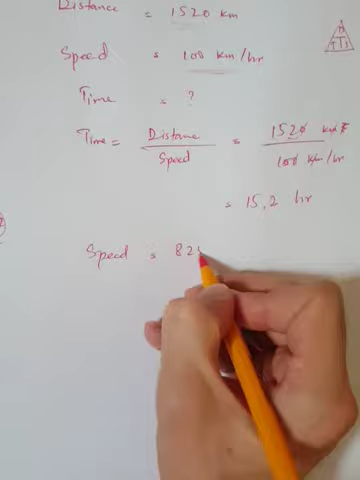 Distance = 1520 km
D
T S
Speed = 100 km/hr
Time = ?
Time = Distance / Speed = 1520 km / 100 km/hr
= 15.2 hr
Speed = 82